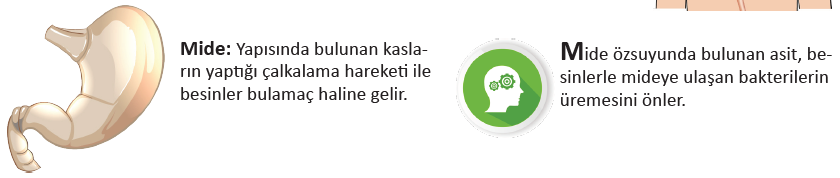 Mide: Yapısında bulunan kasla-
rın yaptığı çalkalama hareketi ile
besinler bulamaç haline gelir.
Mide özsuyunda bulunan asit, be-
sinlerle mideye ulaşan bakterilerin
üremesini önler.